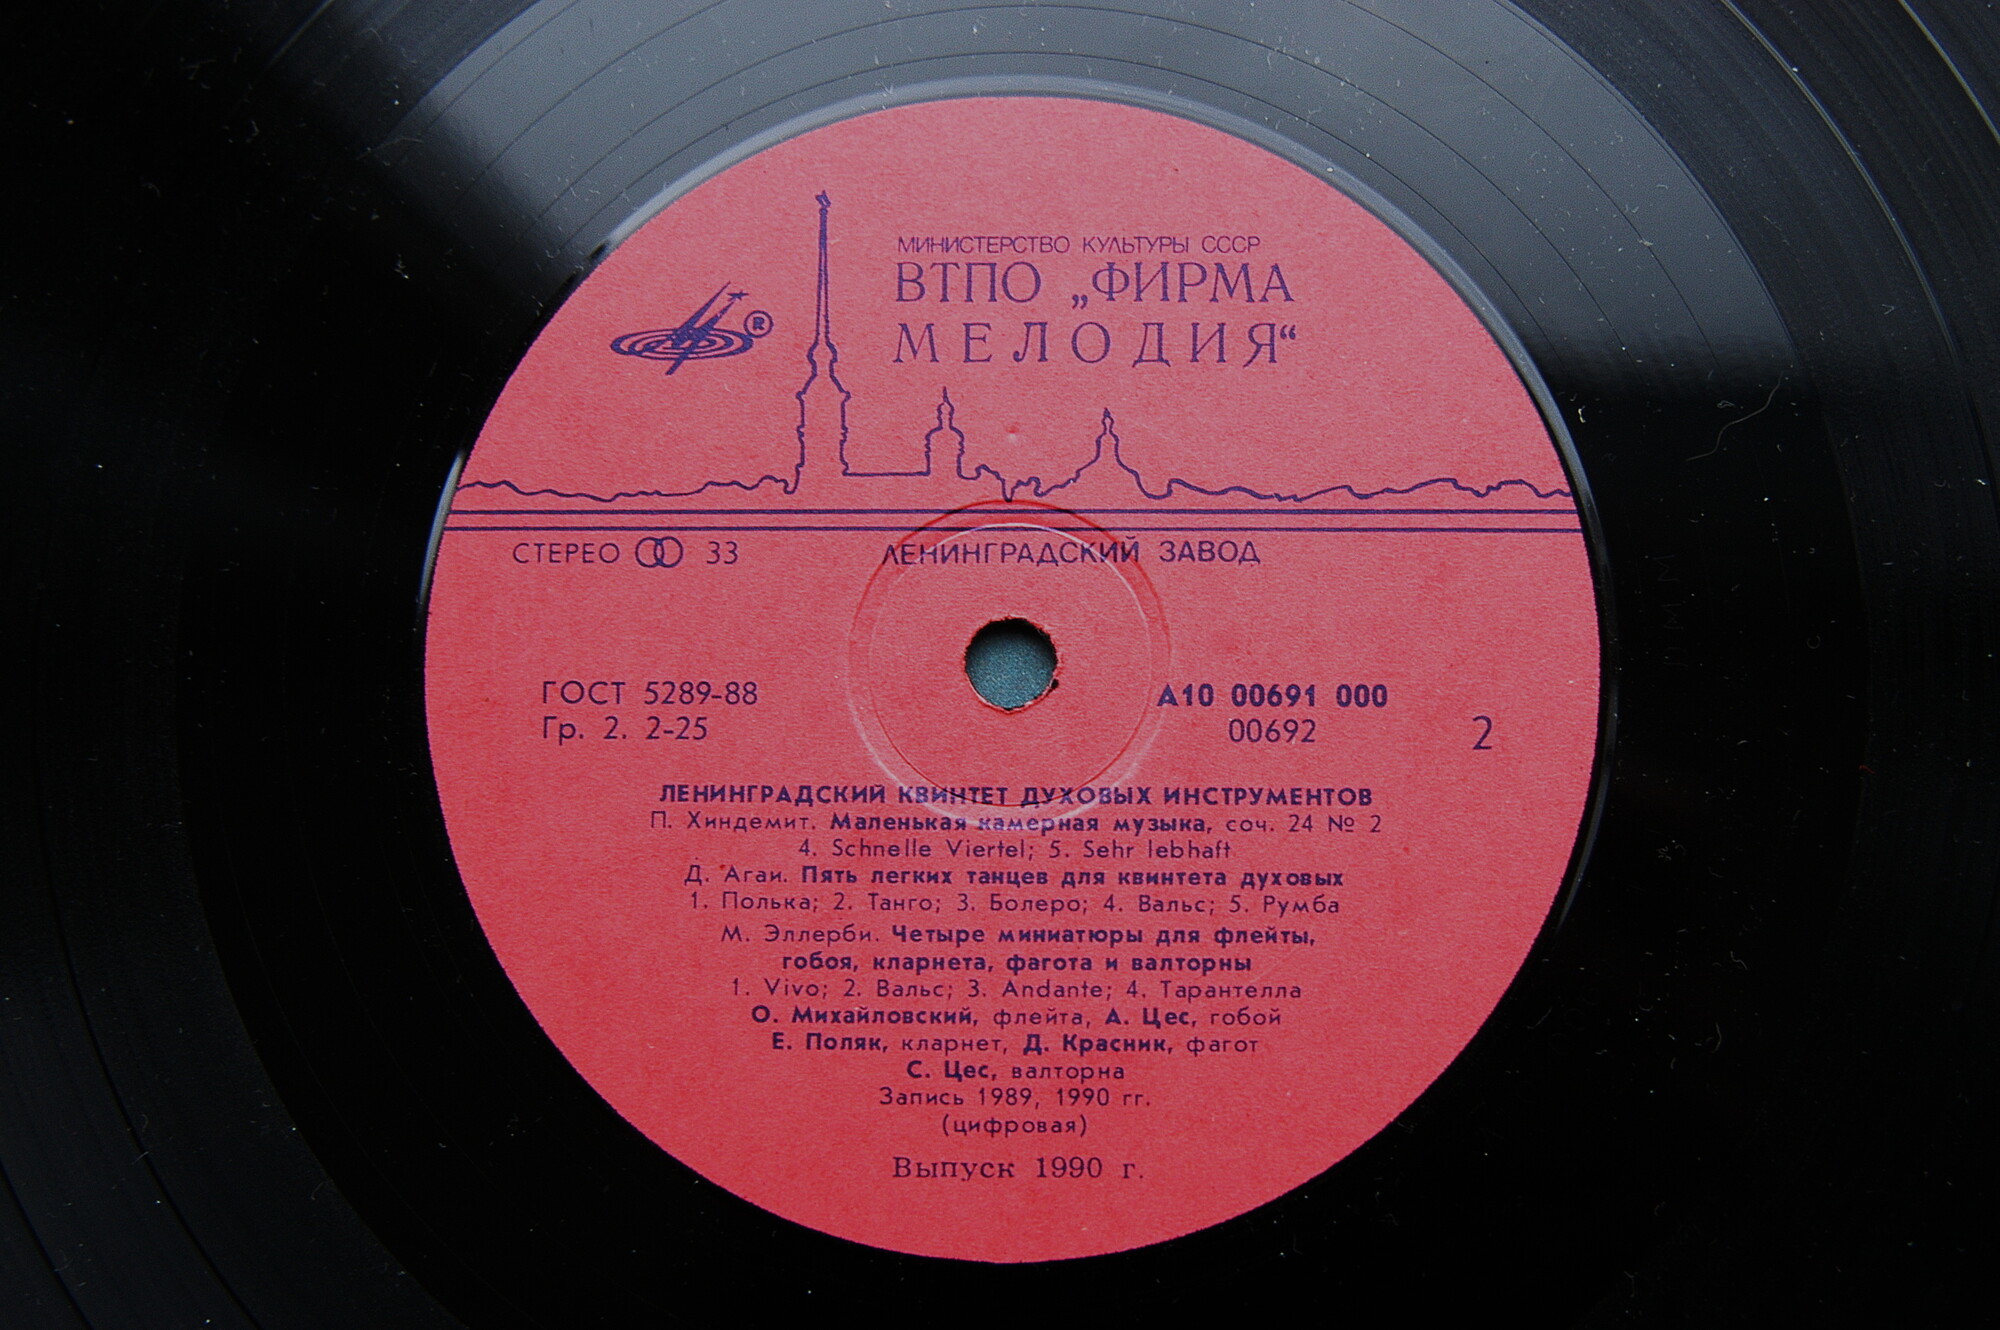 МИНИСТЕРСТВО КУЛЬТУРЫ СССР
ВТПО „ФИРМА
МЕЛОДИЯ“
®
СТЕРЕО 33
ЛЕНИНГРАДСКИЙ ЗАВОД
ГОСТ 5289-88
Гр. 2. 2-25
А10 00691 000
00692
2
ЛЕНИНГРАДСКИЙ КВИНТЕТ ДУХОВЫХ ИНСТРУМЕНТОВ
П. Хиндемит. Маленькая камерная музыка, соч. 24 № 2
4. Schnelle Viertel; 5. Sehr lebhaft
Д. Агаи. Пять легких танцев для квинтета духовых
1. Полька; 2. Танго; 3. Болеро; 4. Вальс; 5. Румба
М. Эллерби. Четыре миниатюры для флейты,
гобоя, кларнета, фагота и валторны
1. Vivo; 2. Вальс; 3. Andante; 4. Тарантелла
О. Михайловский, флейта, А. Цес, гобой
Е. Поляк, кларнет, Д. Красник, фагот
С. Цес, валторна
Запись 1989, 1990 гг.
(цифровая)
Выпуск 1990 г.